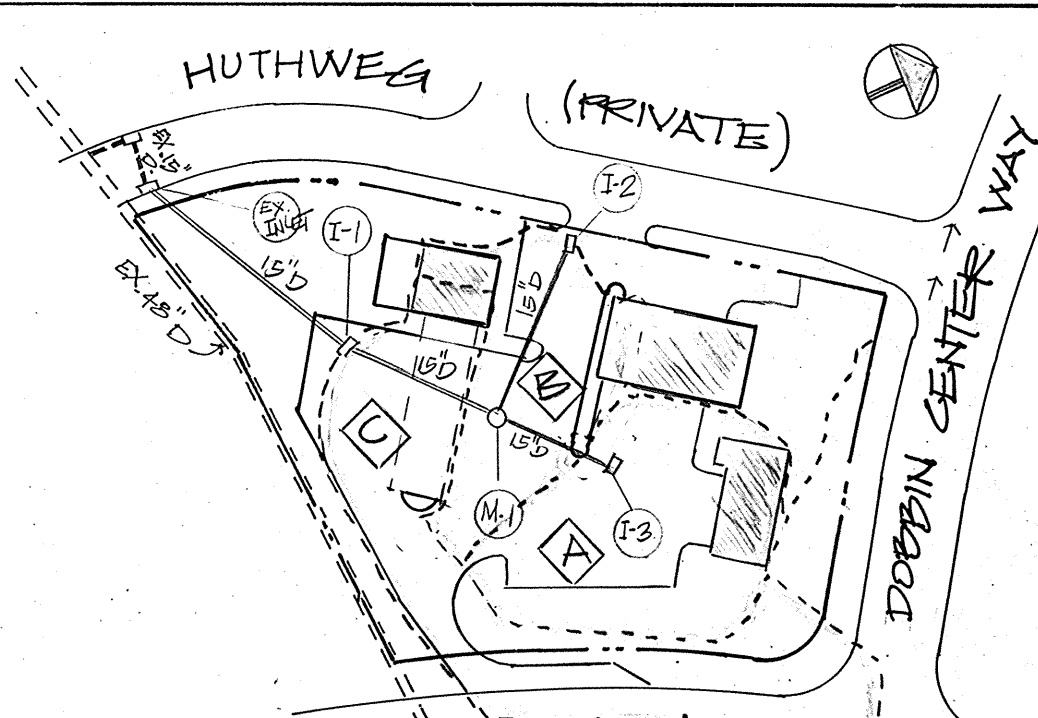 HUTHWEG
(PRIVATE)
EX. 15"
D
I-2
EX.
INLET
I-1
15"D
EX. 48"
D
15"D
15"D
B
C
15"D
M-1
I-3
A
DOBBIN CENTER WAY